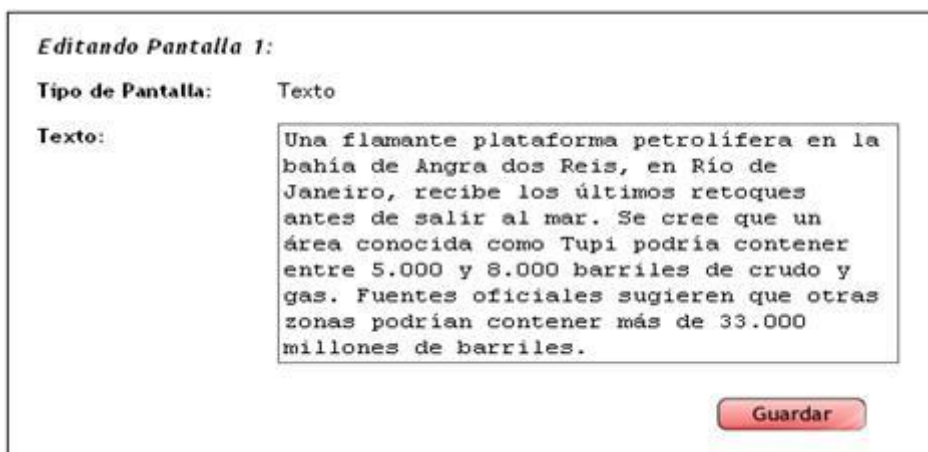 Editando Pantalla 1:
Tipo de Pantalla: Texto
Texto:
Una flamante plataforma petrolífera en la
bahía de Angra dos Reis, en Río de
Janeiro, recibe los últimos retoques
antes de salir al mar. Se cree que un
área conocida como Tupi podría contener
entre 5.000 y 8.000 barriles de crudo y
gas. Fuentes oficiales sugieren que otras
zonas podrían contener más de 33.000
millones de barriles.
Guardar